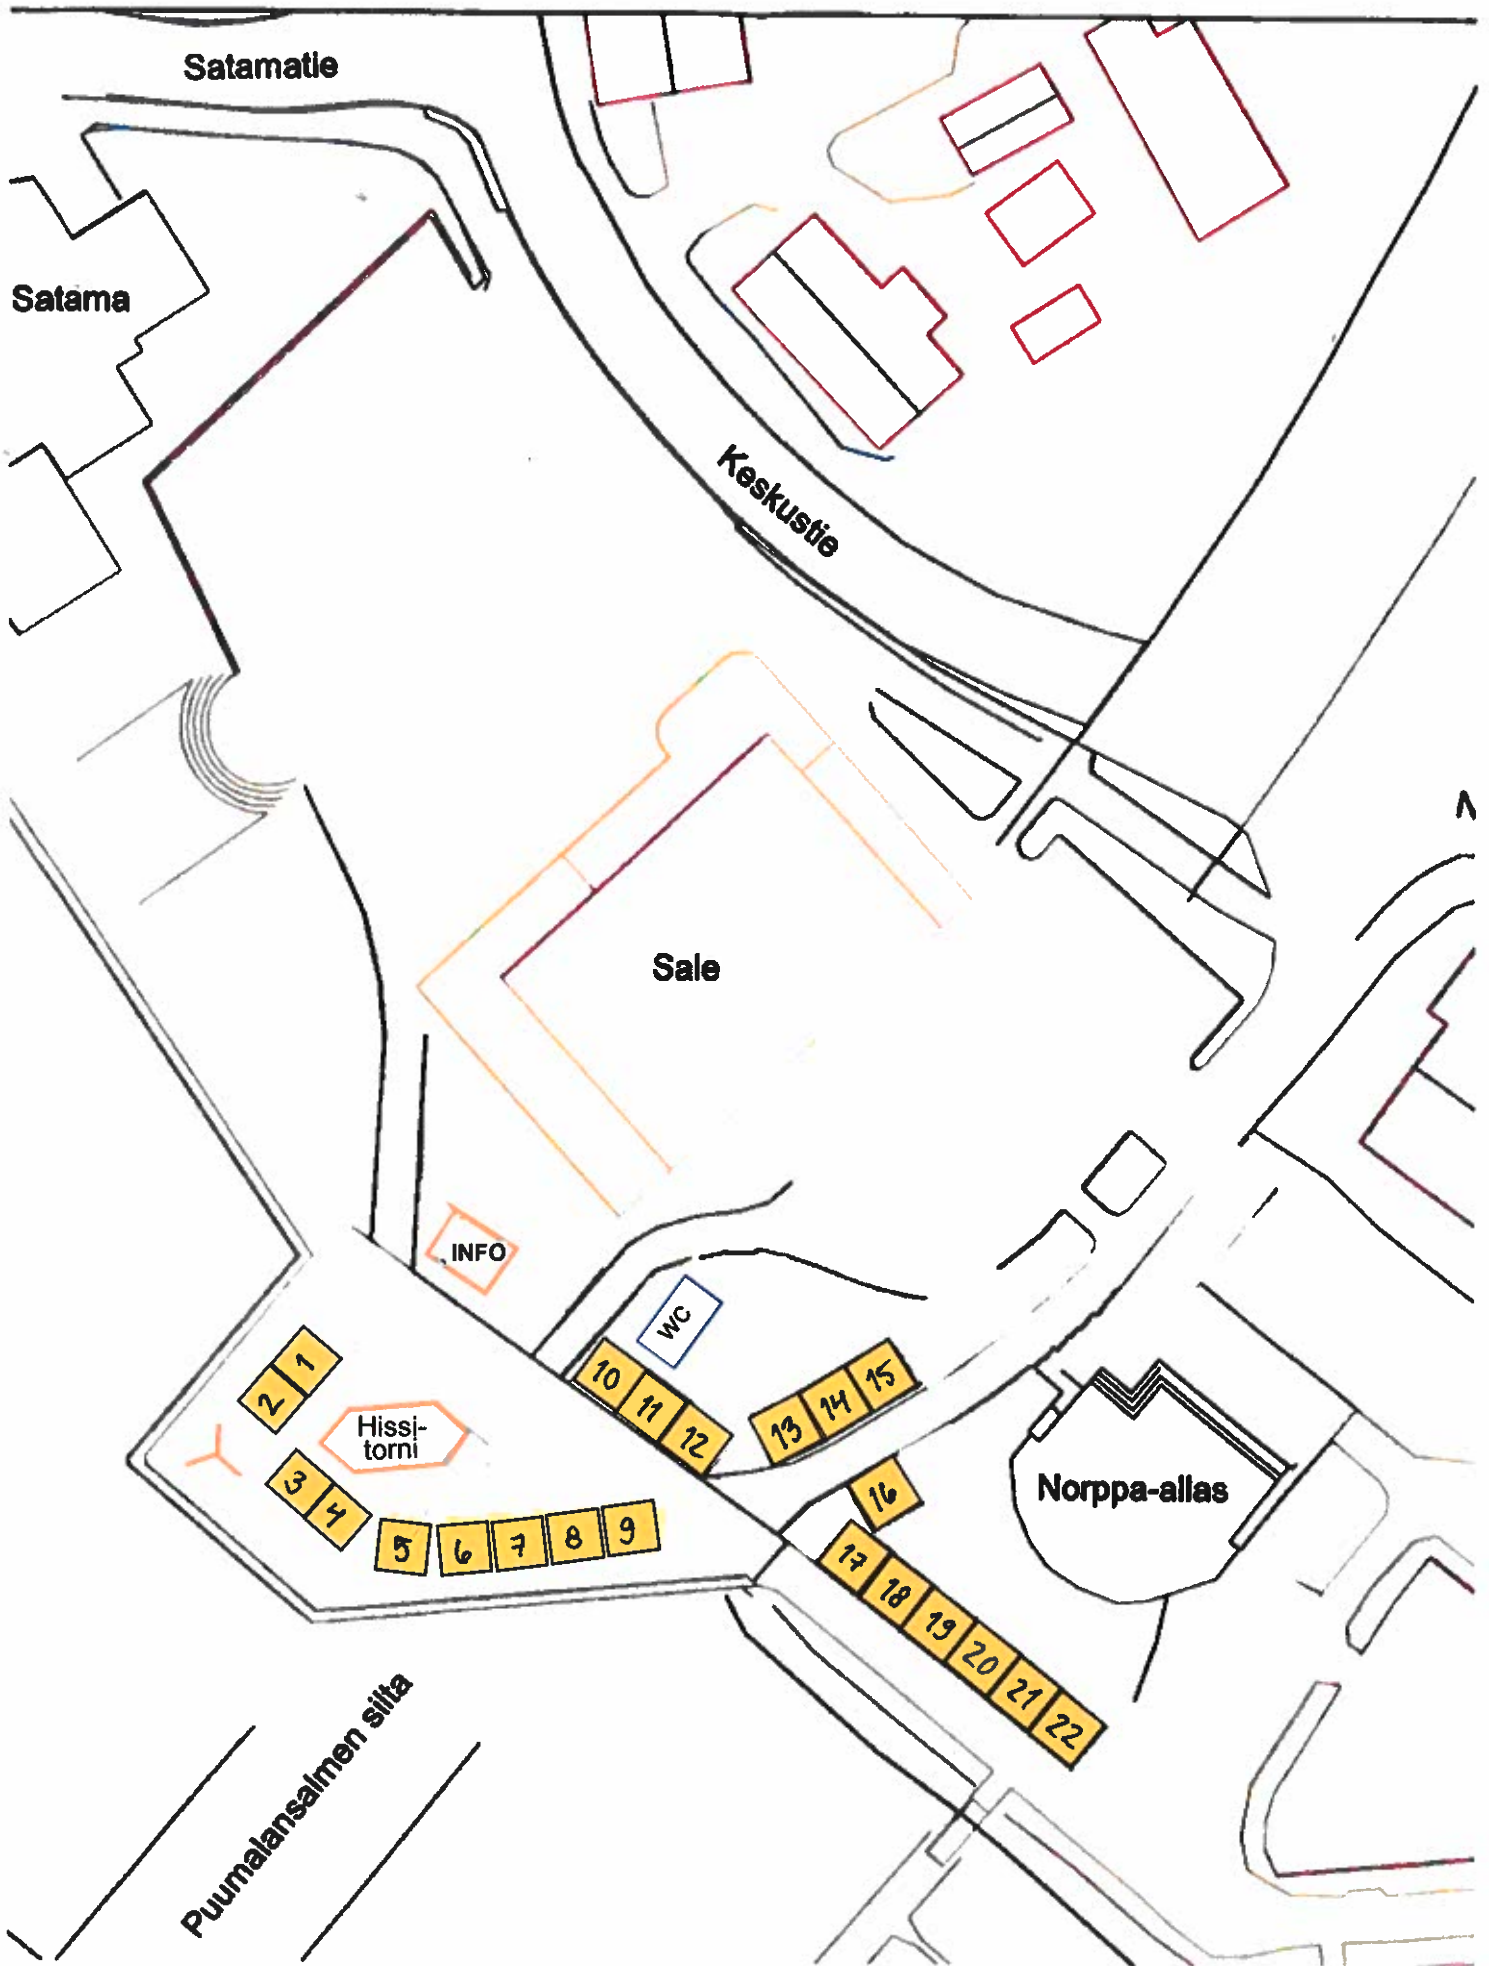 Satamatie
Satama
Keskustie
Sale
INFO
WC
1
2
Hissi-
torni
3
4
5
6
7
8
9
10
11
12
13
14
15
16
17
18
19
20
21
22
Norppa-allas
Puumalansalmen silta